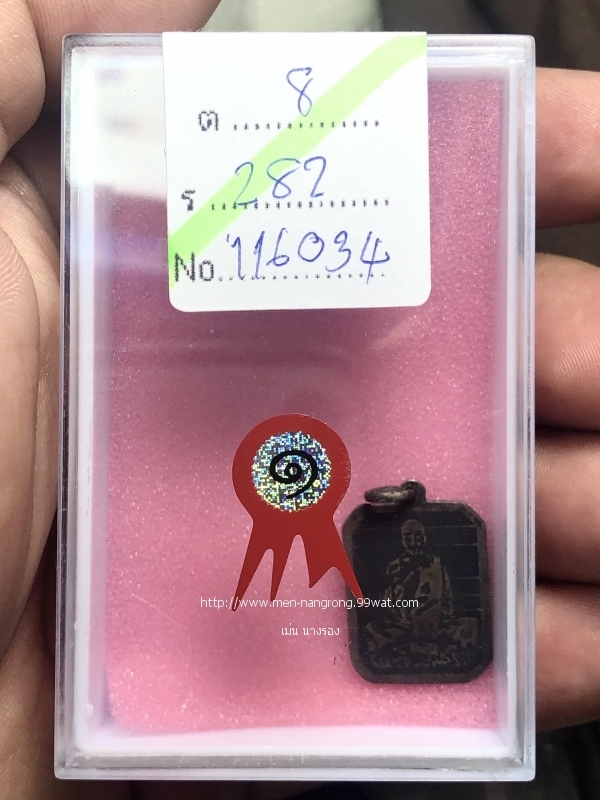 ต 8
ร 282
No. 116034
๑
http://www.men-nangrong.99wat.com
เม่น นางรอง